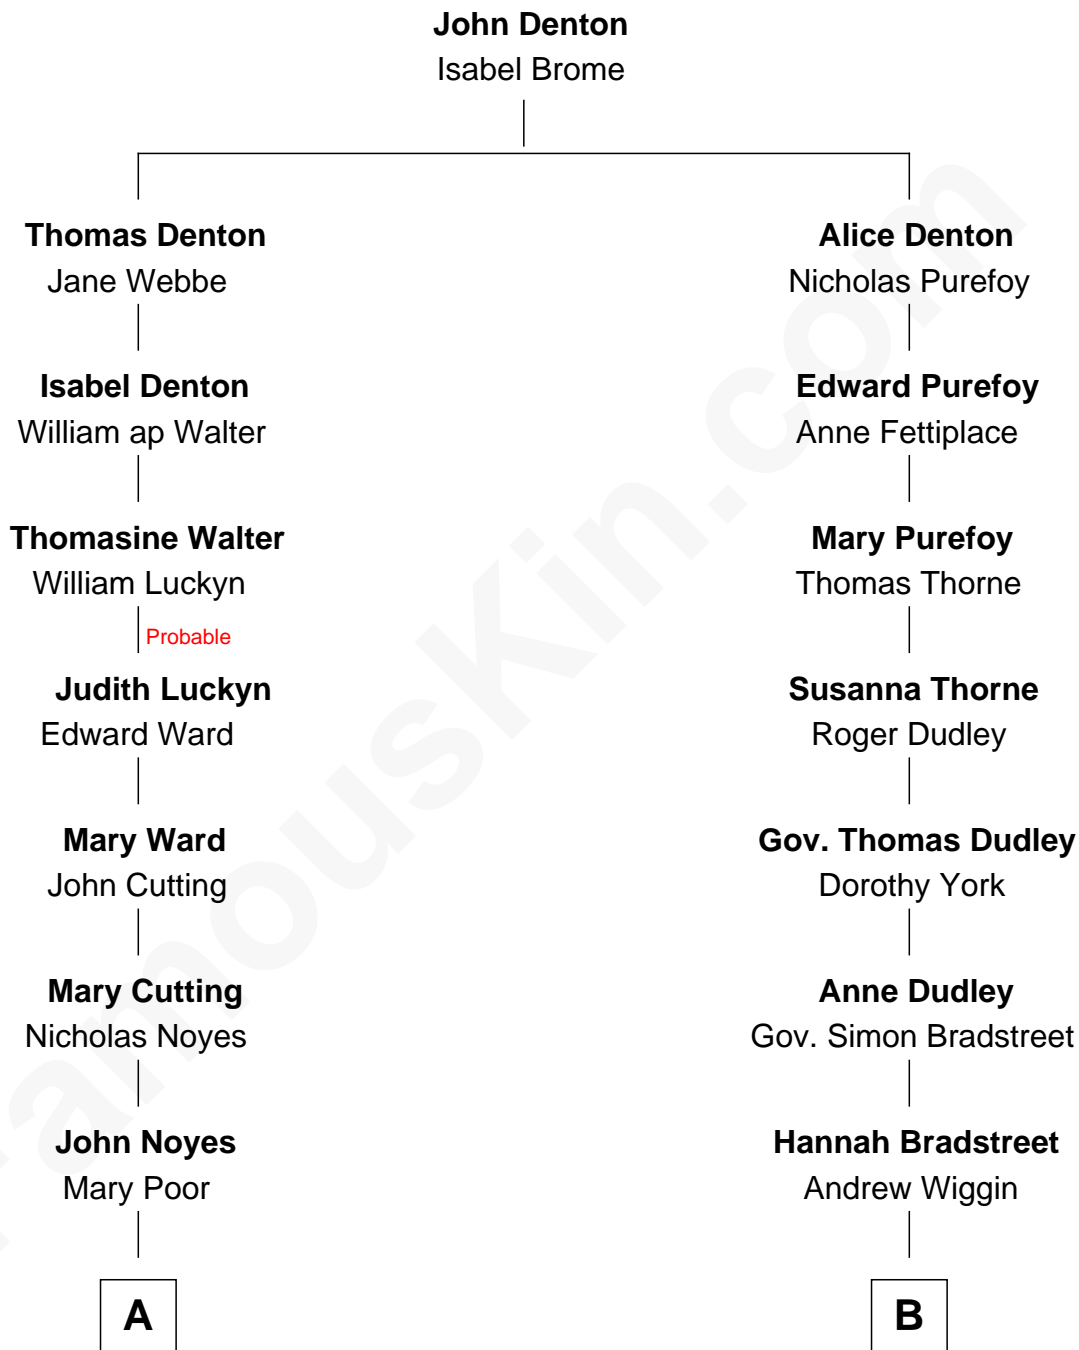 John Denton
Isabel Brome
Thomas Denton
Jane Webbe
Alice Denton
Nicholas Purefoy
Isabel Denton
William ap Walter
Edward Purefoy
Anne Fettiplace
Thomasine Walter
William Luckyn
Mary Purefoy
Thomas Thorne
Probable
Judith Luckyn
Edward Ward
Susanna Thorne
Roger Dudley
Mary Ward
John Cutting
Gov. Thomas Dudley
Dorothy York
Mary Cutting
Nicholas Noyes
Anne Dudley
Gov. Simon Bradstreet
John Noyes
Mary Poor
Hannah Bradstreet
Andrew Wiggin
A
B
FamousKin.com